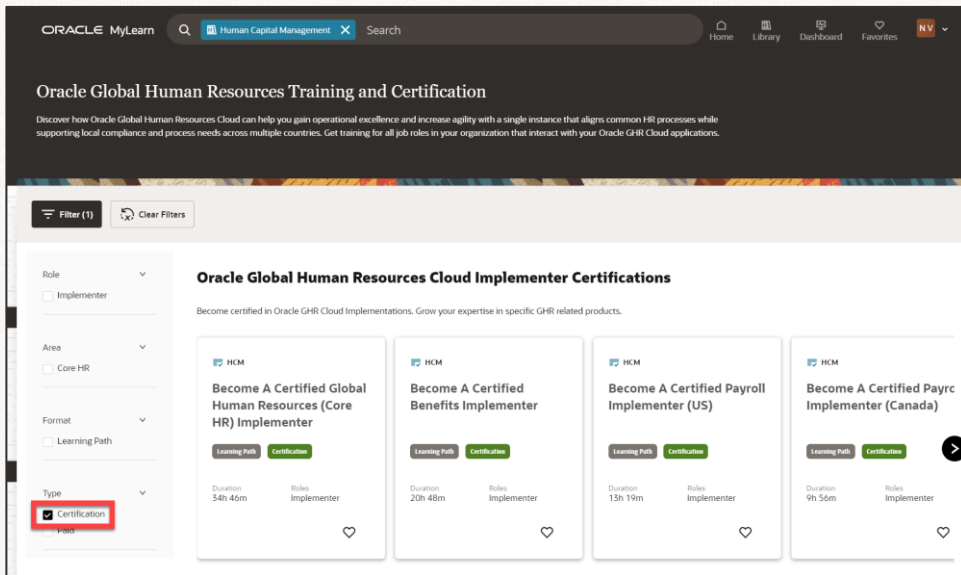 ORACLE MyLearn
Human Capital Management
Search
Home
Library
Dashboard
Favorites
NV
Oracle Global Human Resources Training and Certification
Discover how Oracle Global Human Resources Cloud can help you gain operational excellence and increase agility with a single instance that aligns common HR processes while
supporting local compliance and process needs across multiple countries. Get training for all job roles in your organization that interact with your Oracle GHR Cloud applications.
Filter (1)
Clear Filters
Role
Implementer
Area
Core HR
Format
Learning Path
Type
Certification
Paid
Oracle Global Human Resources Cloud Implementer Certifications
Become certified in Oracle GHR Cloud Implementations. Grow your expertise in specific GHR related products.
HCM
Become A Certified Global
Human Resources (Core
HR) Implementer
Learning Path Certification
Duration Roles
34h 46m Implementer
HCM
Become A Certified
Benefits Implementer
Learning Path Certification
Duration Roles
20h 48m Implementer
HCM
Become A Certified Payroll
Implementer (US)
Learning Path Certification
Duration Roles
13h 19m Implementer
HCM
Become A Certified Payrc
Implementer (Canada)
Learning Path Certification
Duration Roles
9h 56m Implementer